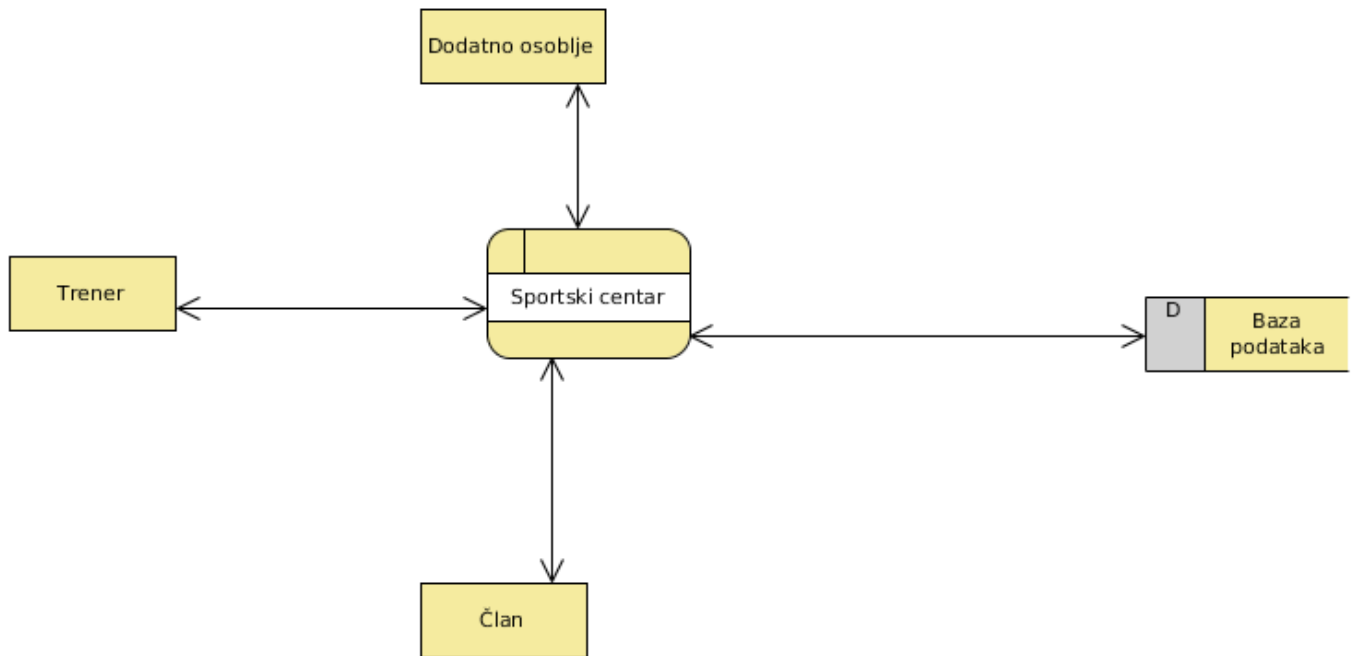 Dodatno osoblje
Trener
Sportski centar
D
Baza
podataka
Član